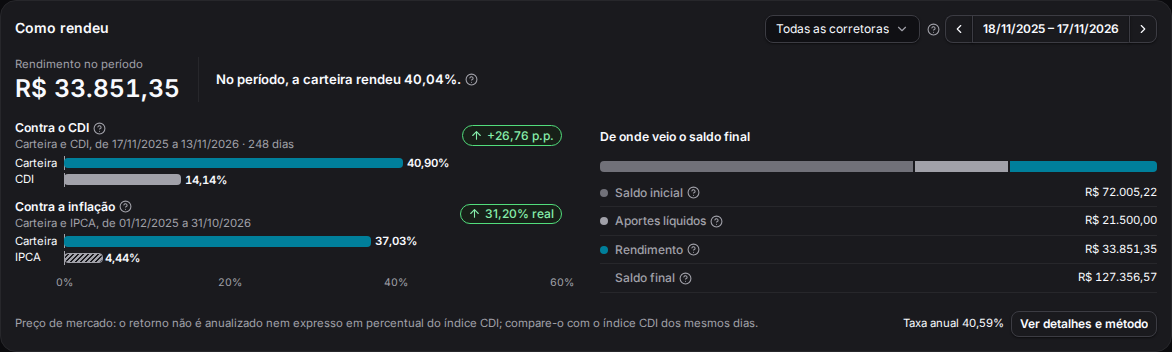 Como rendeu
Todas as corretoras
18/11/2025 – 17/11/2026
Rendimento no período
R$ 33.851,35
No período, a carteira rendeu 40,04%.
Contra o CDI
+26,76 p.p.
Carteira e CDI, de 17/11/2025 a 13/11/2026 · 248 dias
Carteira 40,90%
CDI 14,14%
Contra a inflação
31,20% real
Carteira e IPCA, de 01/12/2025 a 31/10/2026
Carteira 37,03%
IPCA 4,44%
0% 20% 40% 60%
De onde veio o saldo final
Saldo inicial R$ 72.005,22
Aportes líquidos R$ 21.500,00
Rendimento R$ 33.851,35
Saldo final R$ 127.356,57
Preço de mercado: o retorno não é anualizado nem expresso em percentual do índice CDI; compare-o com o índice CDI dos mesmos dias.
Taxa anual 40,59%
Ver detalhes e método